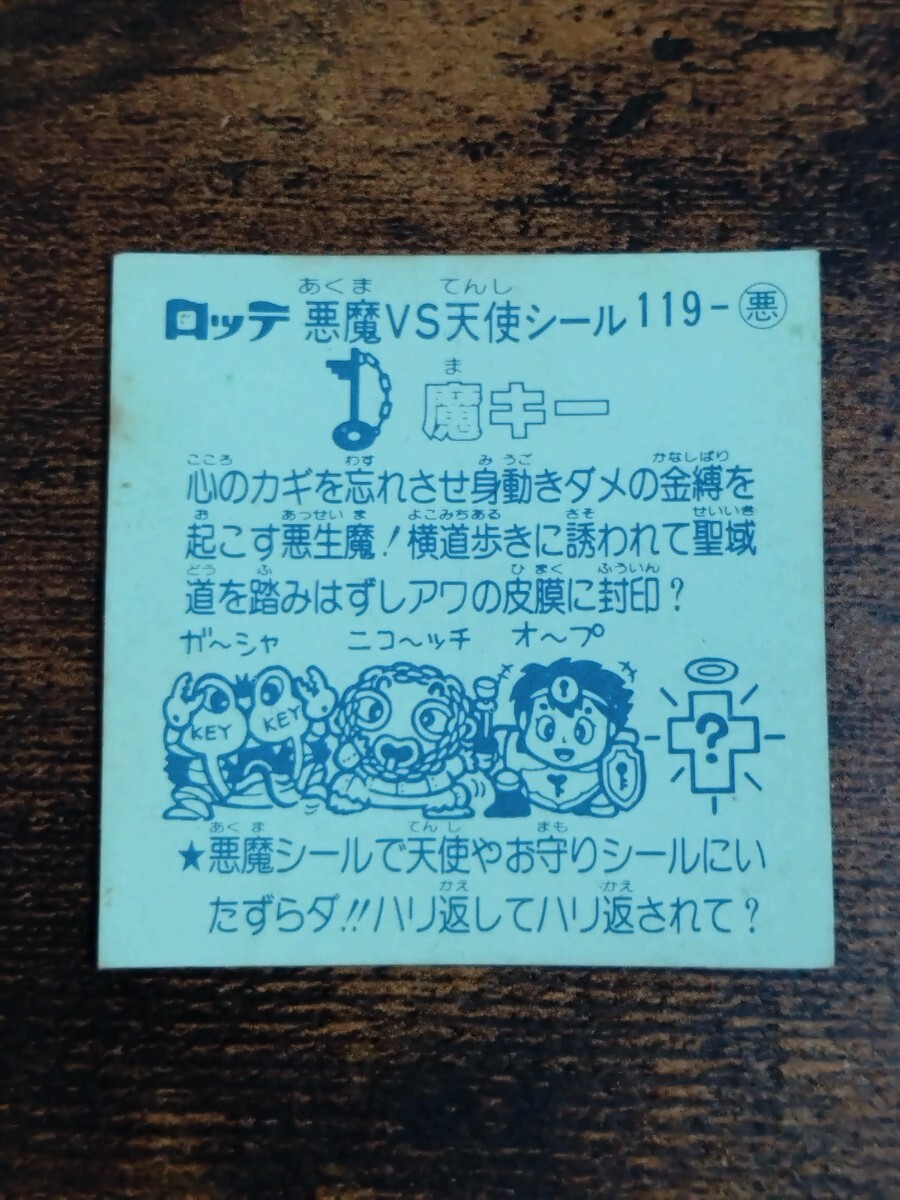 ロッテ 悪魔VS天使シール 119-悪
あくま てんし
魔キー
ま
心のカギを忘れさせ身動きダメの金縛を
こころ わす みうご かなしばり
起こす悪生魔!横道歩きに誘われて聖域
お あっせいま よこみちある さそ せいいき
道を踏みはずしアワの皮膜に封印?
どう ふ ひまく ふういん
ガ〜シャ ニコ〜ッチ オ〜プ
KEY KEY ?
★悪魔シールで天使やお守りシールにい
あくま てんし まも
たずらダ!!ハリ返してハリ返されて?
かえ かえ